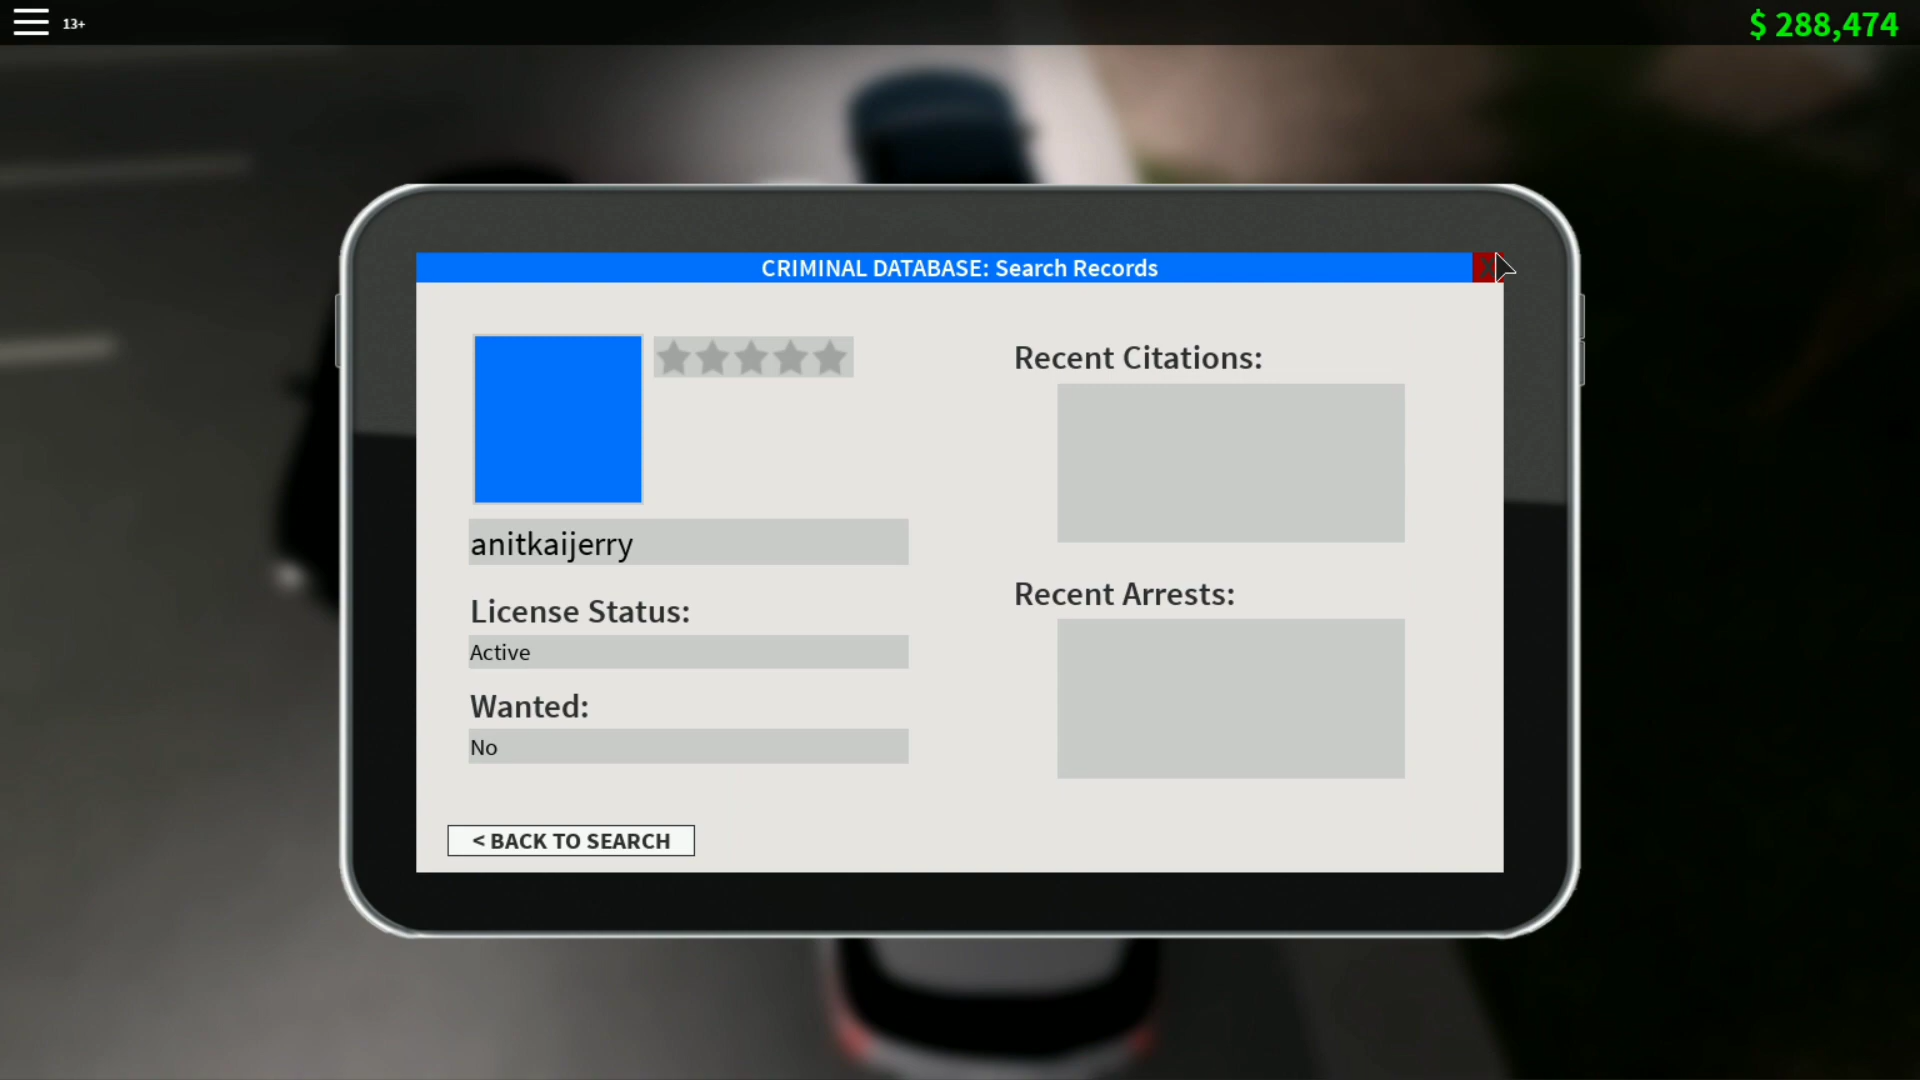 13+
$ 288,474
CRIMINAL DATABASE: Search Records
X
anitkaijerry
License Status:
Active
Wanted:
No
Recent Citations:
Recent Arrests:
< BACK TO SEARCH